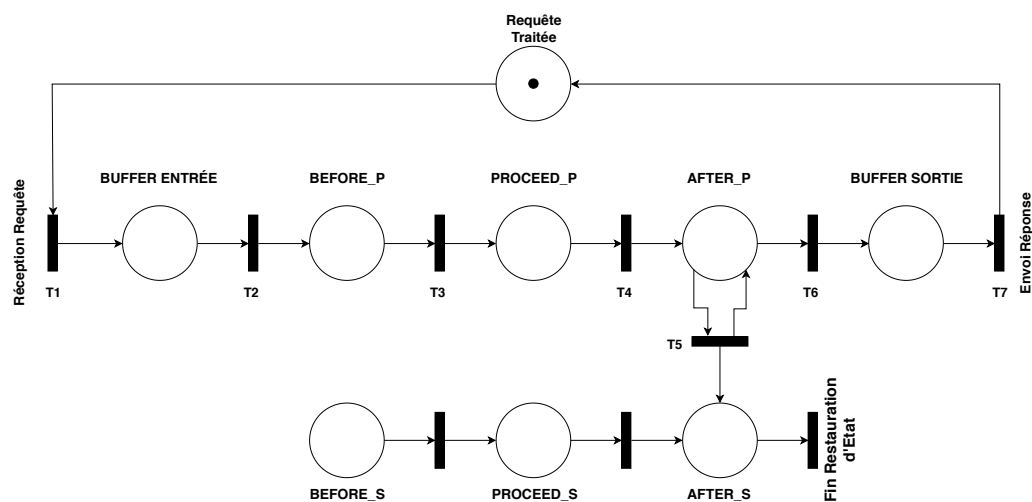 Requête
Traitée
BUFFER ENTRÉE
BEFORE_P
PROCEED_P
AFTER_P
BUFFER SORTIE
Réception Requête
Envoi Réponse
T1
T2
T3
T4
T6
T7
T5
Fin Restauration
d'Etat
BEFORE_S
PROCEED_S
AFTER_S